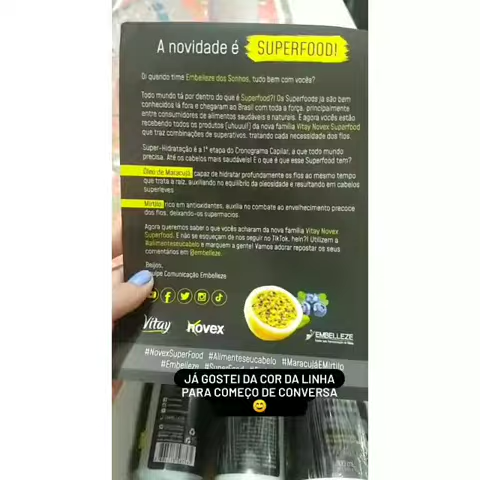 A novidade é SUPERFOOD!
Oi querido time Embelleze dos Sonhos, tudo bem com vocês?
Todo mundo tá por dentro do que é Superfood?! Os Superfoods já são bem
conhecidos lá fora e chegaram ao Brasil com toda a força, principalmente
entre consumidores de alimentos saudáveis e naturais. E agora vocês estão
recebendo todos os produtos (uhuuul!) da nova família Vitay Novex Superfood
que traz combinações de superativos, tratando cada necessidade dos fios.
Super-Hidratação é a 1ª etapa do Cronograma Capilar, a que todo mundo
precisa. Até os cabelos mais saudáveis! E o que é que esse Superfood tem?
Óleo de Maracujá: capaz de hidratar profundamente os fios ao mesmo tempo
que trata a raiz, auxiliando no equilíbrio da oleosidade e resultando em cabelos
superleves
Mirtilo: rico em antioxidantes, auxilia no combate ao envelhecimento precoce
dos fios, deixando-os supermacios.
Agora queremos saber o que vocês acharam da nova família Vitay Novex
Superfood. E não se esqueçam de nos seguir no TikTok, hein?! Utilizem a
#alimenteseucabelo e marquem a gente! Vamos adorar repostar os seus
comentários em @embelleze.
Beijos,
Equipe Comunicação Embelleze
Vitay novex EMBELLEZE
#NovexSuperFood #Alimenteseucabelo #MaracujáEMirtilo
#Embelleze #SuperFood
JÁ GOSTEI DA COR DA LINHA
PARA COMEÇO DE CONVERSA
😊